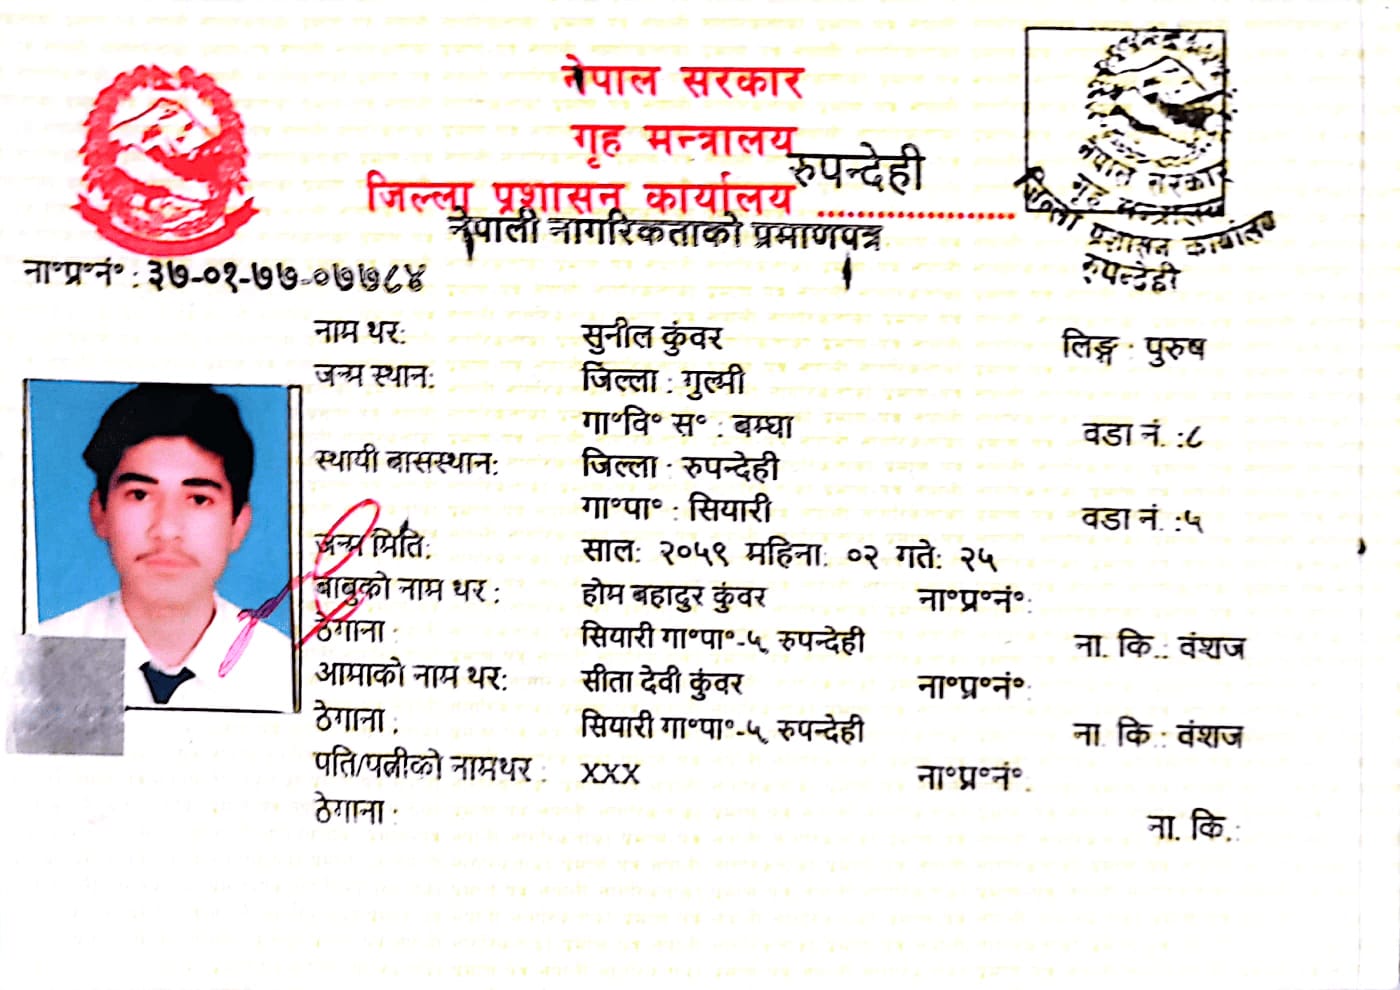 नेपाल सरकार
गृह मन्त्रालय
जिल्ला प्रशासन कार्यालय ................... रुपन्देही
नेपाली नागरिकताको प्रमाणपत्र
नेपाल सरकार
गृह मन्त्रालय
जिल्ला प्रशासन कार्यालय
रुपन्देही
ना॰प्र॰नं॰ : ३७-०१-७७-०७७८४
नाम थर: सुनील कुंवर लिङ्ग : पुरुष
जन्म स्थान: जिल्ला : गुल्मी
गा॰वि॰ स॰ : बम्घा वडा नं. :८
स्थायी बासस्थान: जिल्ला : रुपन्देही
गा॰पा॰ : सियारी वडा नं. :५
जन्म मिति: साल: २०५९ महिना: ०२ गते: २५
बाबुको नाम थर : होम बहादुर कुंवर ना॰प्र॰नं॰:
ठेगाना : सियारी गा॰पा॰-५, रुपन्देही ना. कि.: वंशज
आमाको नाम थर: सीता देवी कुंवर ना॰प्र॰नं॰:
ठेगाना : सियारी गा॰पा॰-५, रुपन्देही ना. कि.: वंशज
पति/पत्नीको नामथर : XXX ना॰प्र॰नं॰:
ठेगाना : ना. कि.: